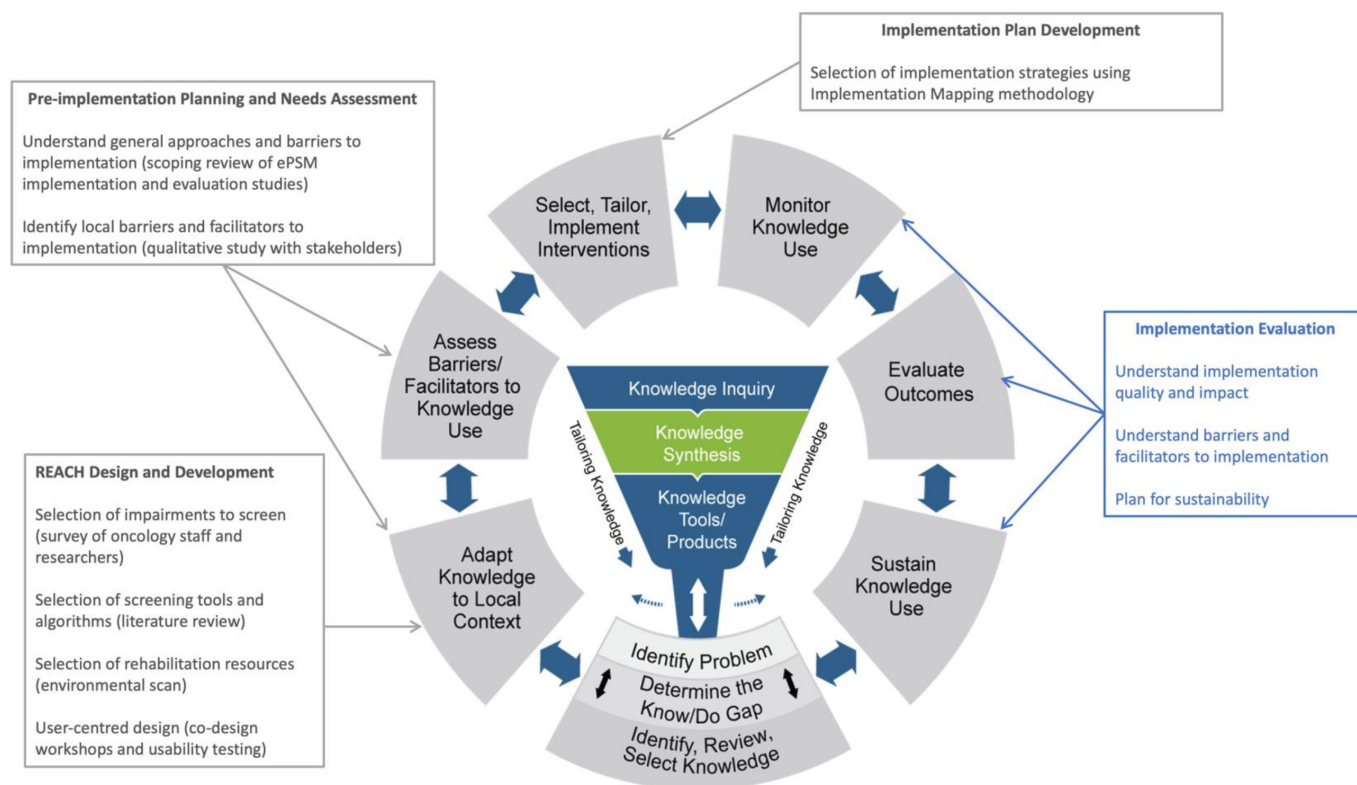 Implementation Plan Development
Selection of implementation strategies using
Implementation Mapping methodology
Pre-implementation Planning and Needs Assessment
Understand general approaches and barriers to
implementation (scoping review of ePSM
implementation and evaluation studies)
Identify local barriers and facilitators to
implementation (qualitative study with stakeholders)
REACH Design and Development
Selection of impairments to screen
(survey of oncology staff and
researchers)
Selection of screening tools and
algorithms (literature review)
Selection of rehabilitation resources
(environmental scan)
User-centred design (co-design
workshops and usability testing)
Select, Tailor,
Implement
Interventions
Monitor
Knowledge
Use
Assess
Barriers/
Facilitators to
Knowledge
Use
Evaluate
Outcomes
Adapt
Knowledge
to Local
Context
Sustain
Knowledge
Use
Knowledge Inquiry
Knowledge
Synthesis
Knowledge
Tools/
Products
Tailoring Knowledge
Tailoring Knowledge
Identify Problem
Determine the
Know/Do Gap
Identify, Review,
Select Knowledge
Implementation Evaluation
Understand implementation
quality and impact
Understand barriers and
facilitators to implementation
Plan for sustainability